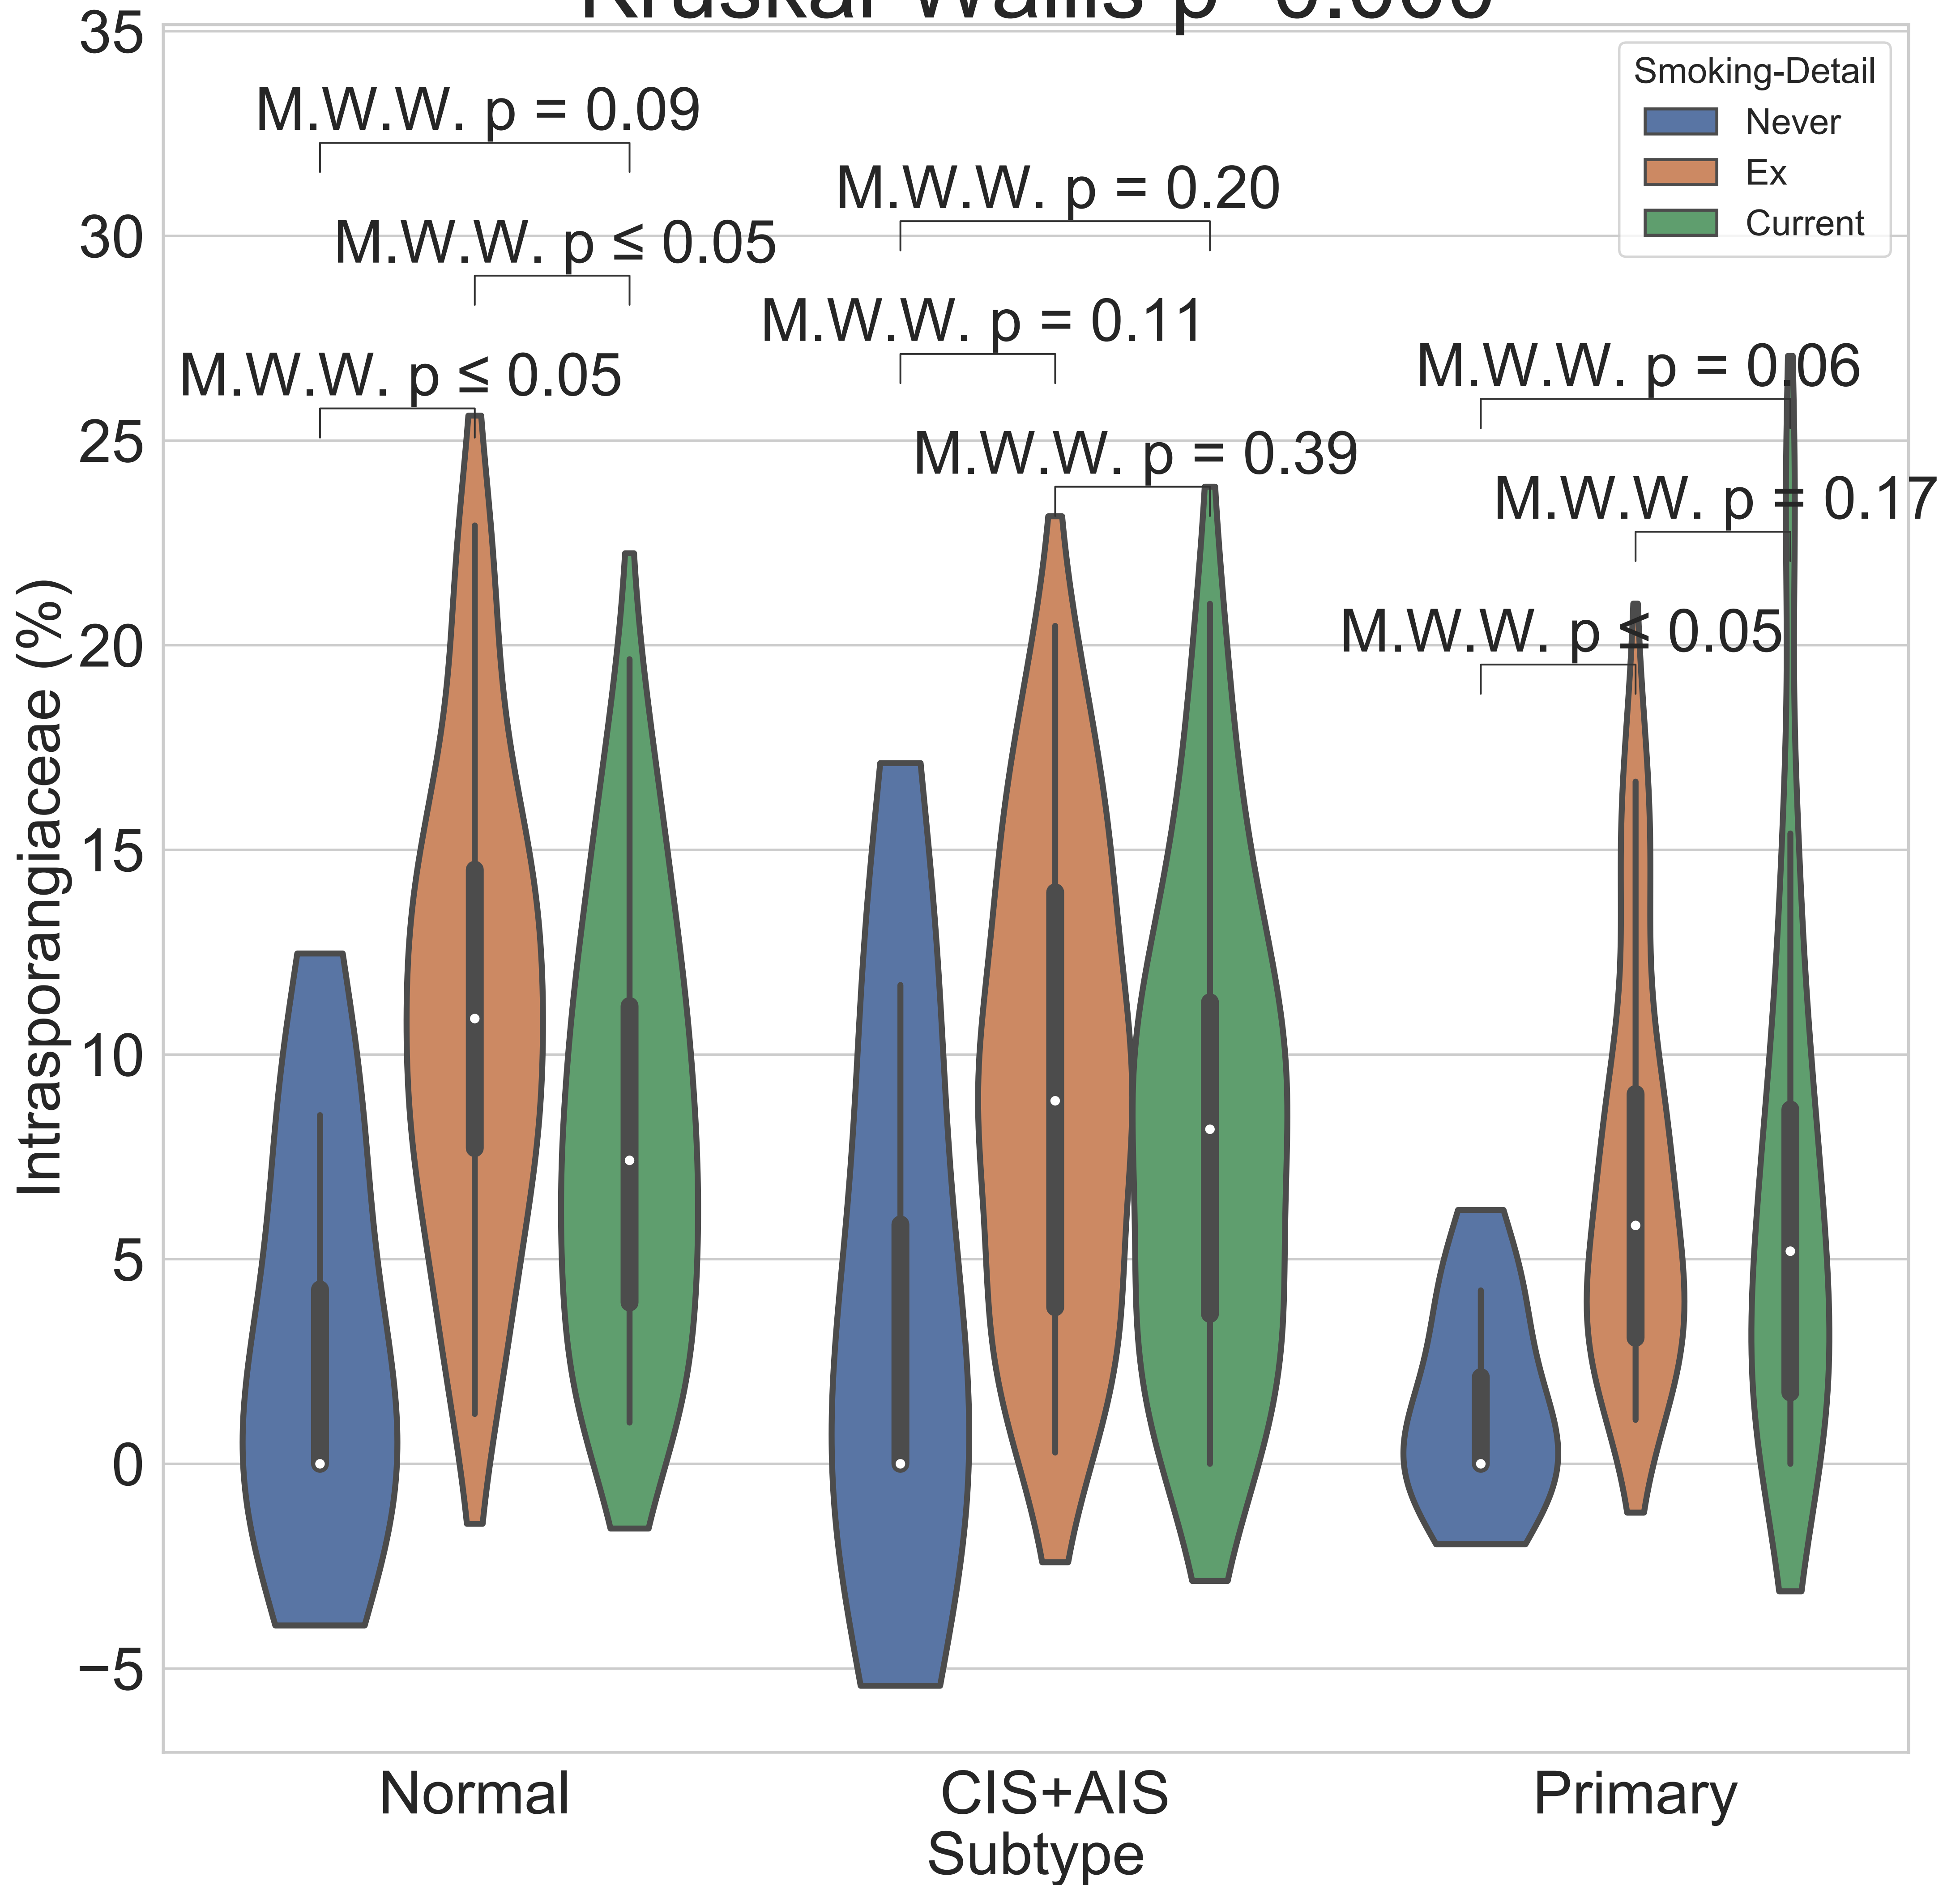 35
30
25
20
15
10
5
0
−5
Intrasporangiaceae (%)
M.W.W. p = 0.09
M.W.W. p ≤ 0.05
M.W.W. p ≤ 0.05
M.W.W. p = 0.20
M.W.W. p = 0.11
M.W.W. p = 0.39
M.W.W. p = 0.06
M.W.W. p = 0.17
M.W.W. p ≤ 0.05
Smoking-Detail
Never
Ex
Current
Normal
CIS+AIS
Primary
Subtype